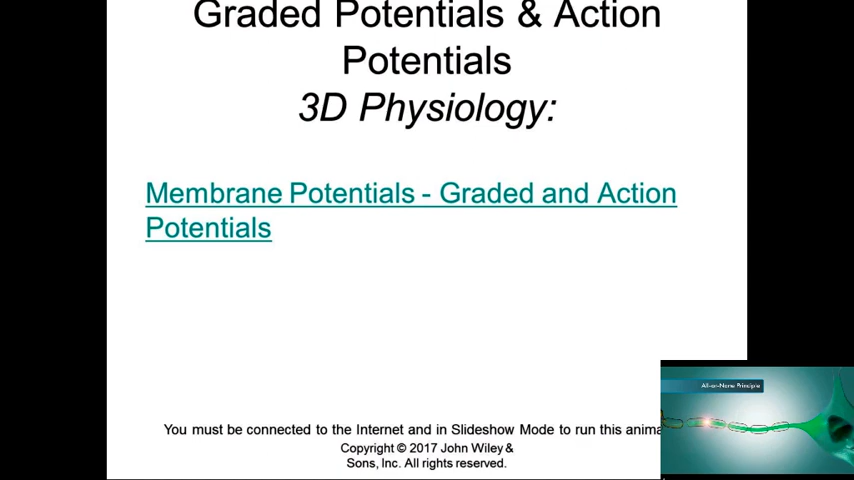 Graded Potentials & Action
Potentials
3D Physiology:
Membrane Potentials - Graded and Action
Potentials
All-or-None Principle
You must be connected to the Internet and in Slideshow Mode to run this anima
Copyright © 2017 John Wiley &
Sons, Inc. All rights reserved.